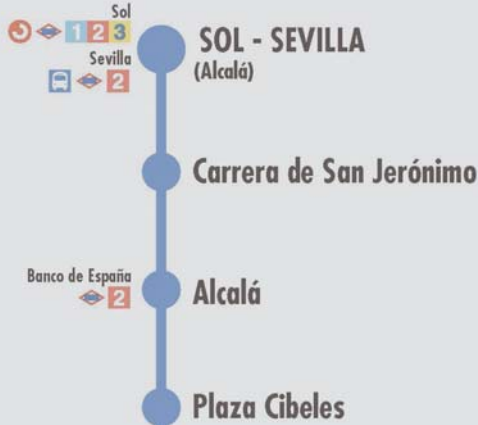 Sol
1 2 3
SOL - SEVILLA
Sevilla
(Alcalá)
2
Carrera de San Jerónimo
Banco de España
2
Alcalá
Plaza Cibeles